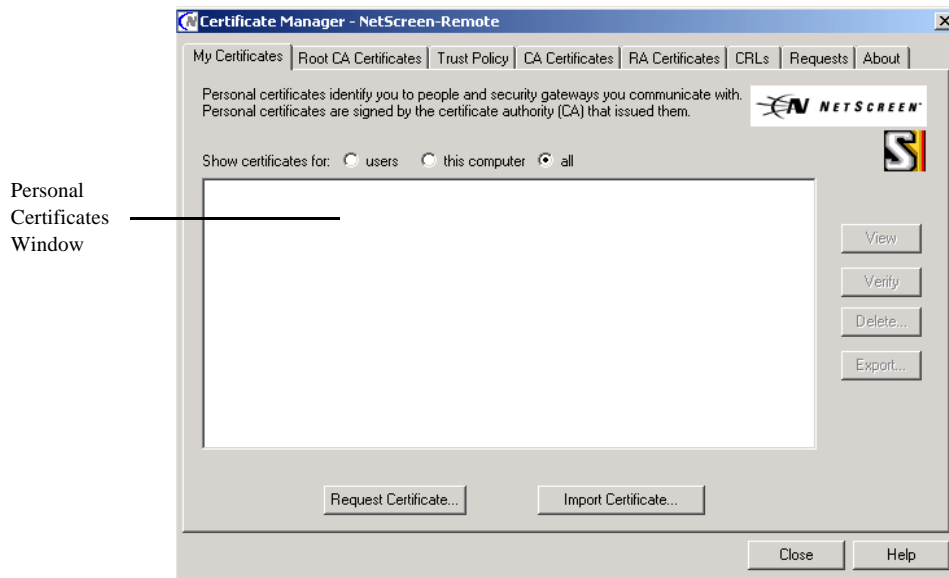 Certificate Manager - NetScreen-Remote
My Certificates Root CA Certificates Trust Policy CA Certificates RA Certificates CRLs Requests About
Personal certificates identify you to people and security gateways you communicate with.
Personal certificates are signed by the certificate authority (CA) that issued them.
NETSCREEN
Show certificates for: users this computer all
Personal
Certificates
Window
View
Verify
Delete...
Export...
Request Certificate... Import Certificate...
Close Help